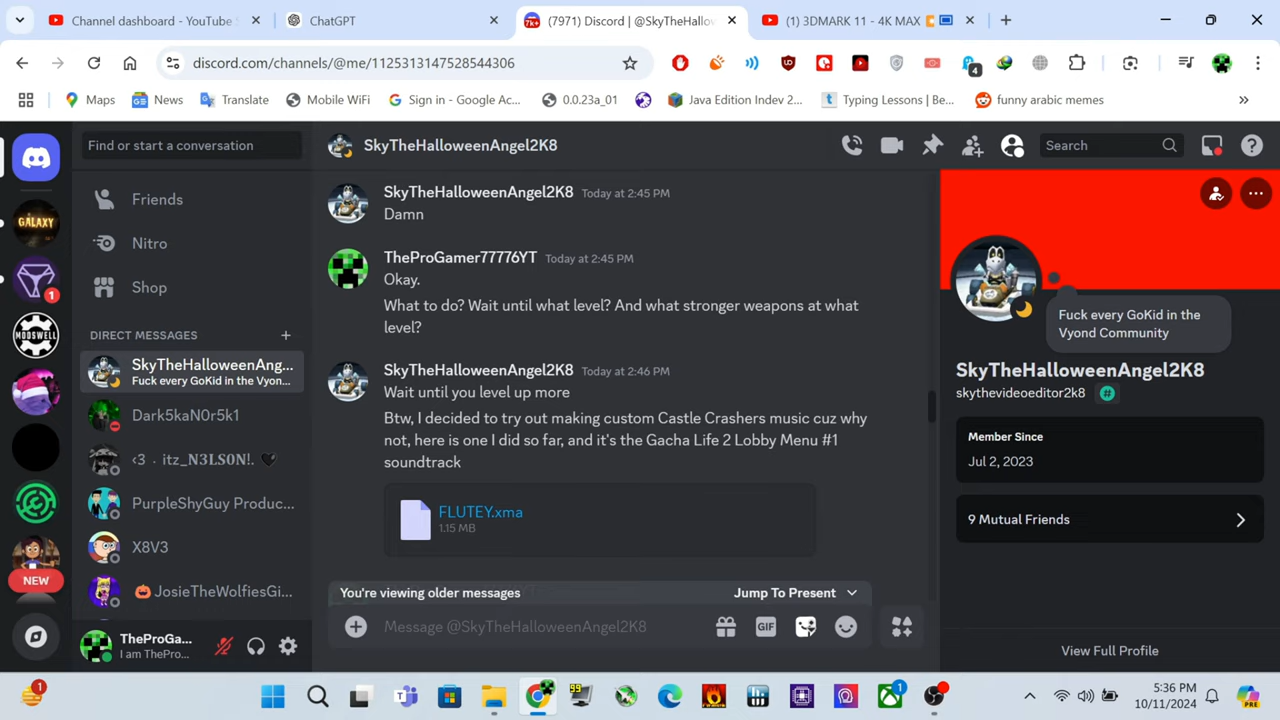 Channel dashboard - YouTube
ChatGPT
(7971) Discord | @SkyTheHallow
(1) 3DMARK 11 - 4K MAX
discord.com/channels/@me/1125313147528544306
4
Maps
News
Translate
Mobile WiFi
Sign in - Google Ac...
0.0.23a_01
Java Edition Indev 2...
Typing Lessons | Be...
funny arabic memes
Find or start a conversation
SkyTheHalloweenAngel2K8
Search
Friends
Nitro
Shop
DIRECT MESSAGES
SkyTheHalloweenAng...
Fuck every GoKid in the Vyon...
Dark5kaN0r5k1
<3 . itz_N3LS0N!. 🖤
PurpleShyGuy Produc...
X8V3
🎃JosieTheWolfiesGi...
GALAXY
1
MODSWELL
NEW
TheProGa...
I am ThePro...
SkyTheHalloweenAngel2K8 Today at 2:45 PM
Damn
TheProGamer77776YT Today at 2:45 PM
Okay.
What to do? Wait until what level? And what stronger weapons at what
level?
SkyTheHalloweenAngel2K8 Today at 2:46 PM
Wait until you level up more
Btw, I decided to try out making custom Castle Crashers music cuz why
not, here is one I did so far, and it's the Gacha Life 2 Lobby Menu #1
soundtrack
FLUTEY.xma
1.15 MB
You're viewing older messages
Jump To Present
Message @SkyTheHalloweenAngel2K8
GIF
Fuck every GoKid in the
Vyond Community
SkyTheHalloweenAngel2K8
skythevideoeditor2k8
Member Since
Jul 2, 2023
9 Mutual Friends
View Full Profile
1
99
1
5:36 PM
10/11/2024
PRE